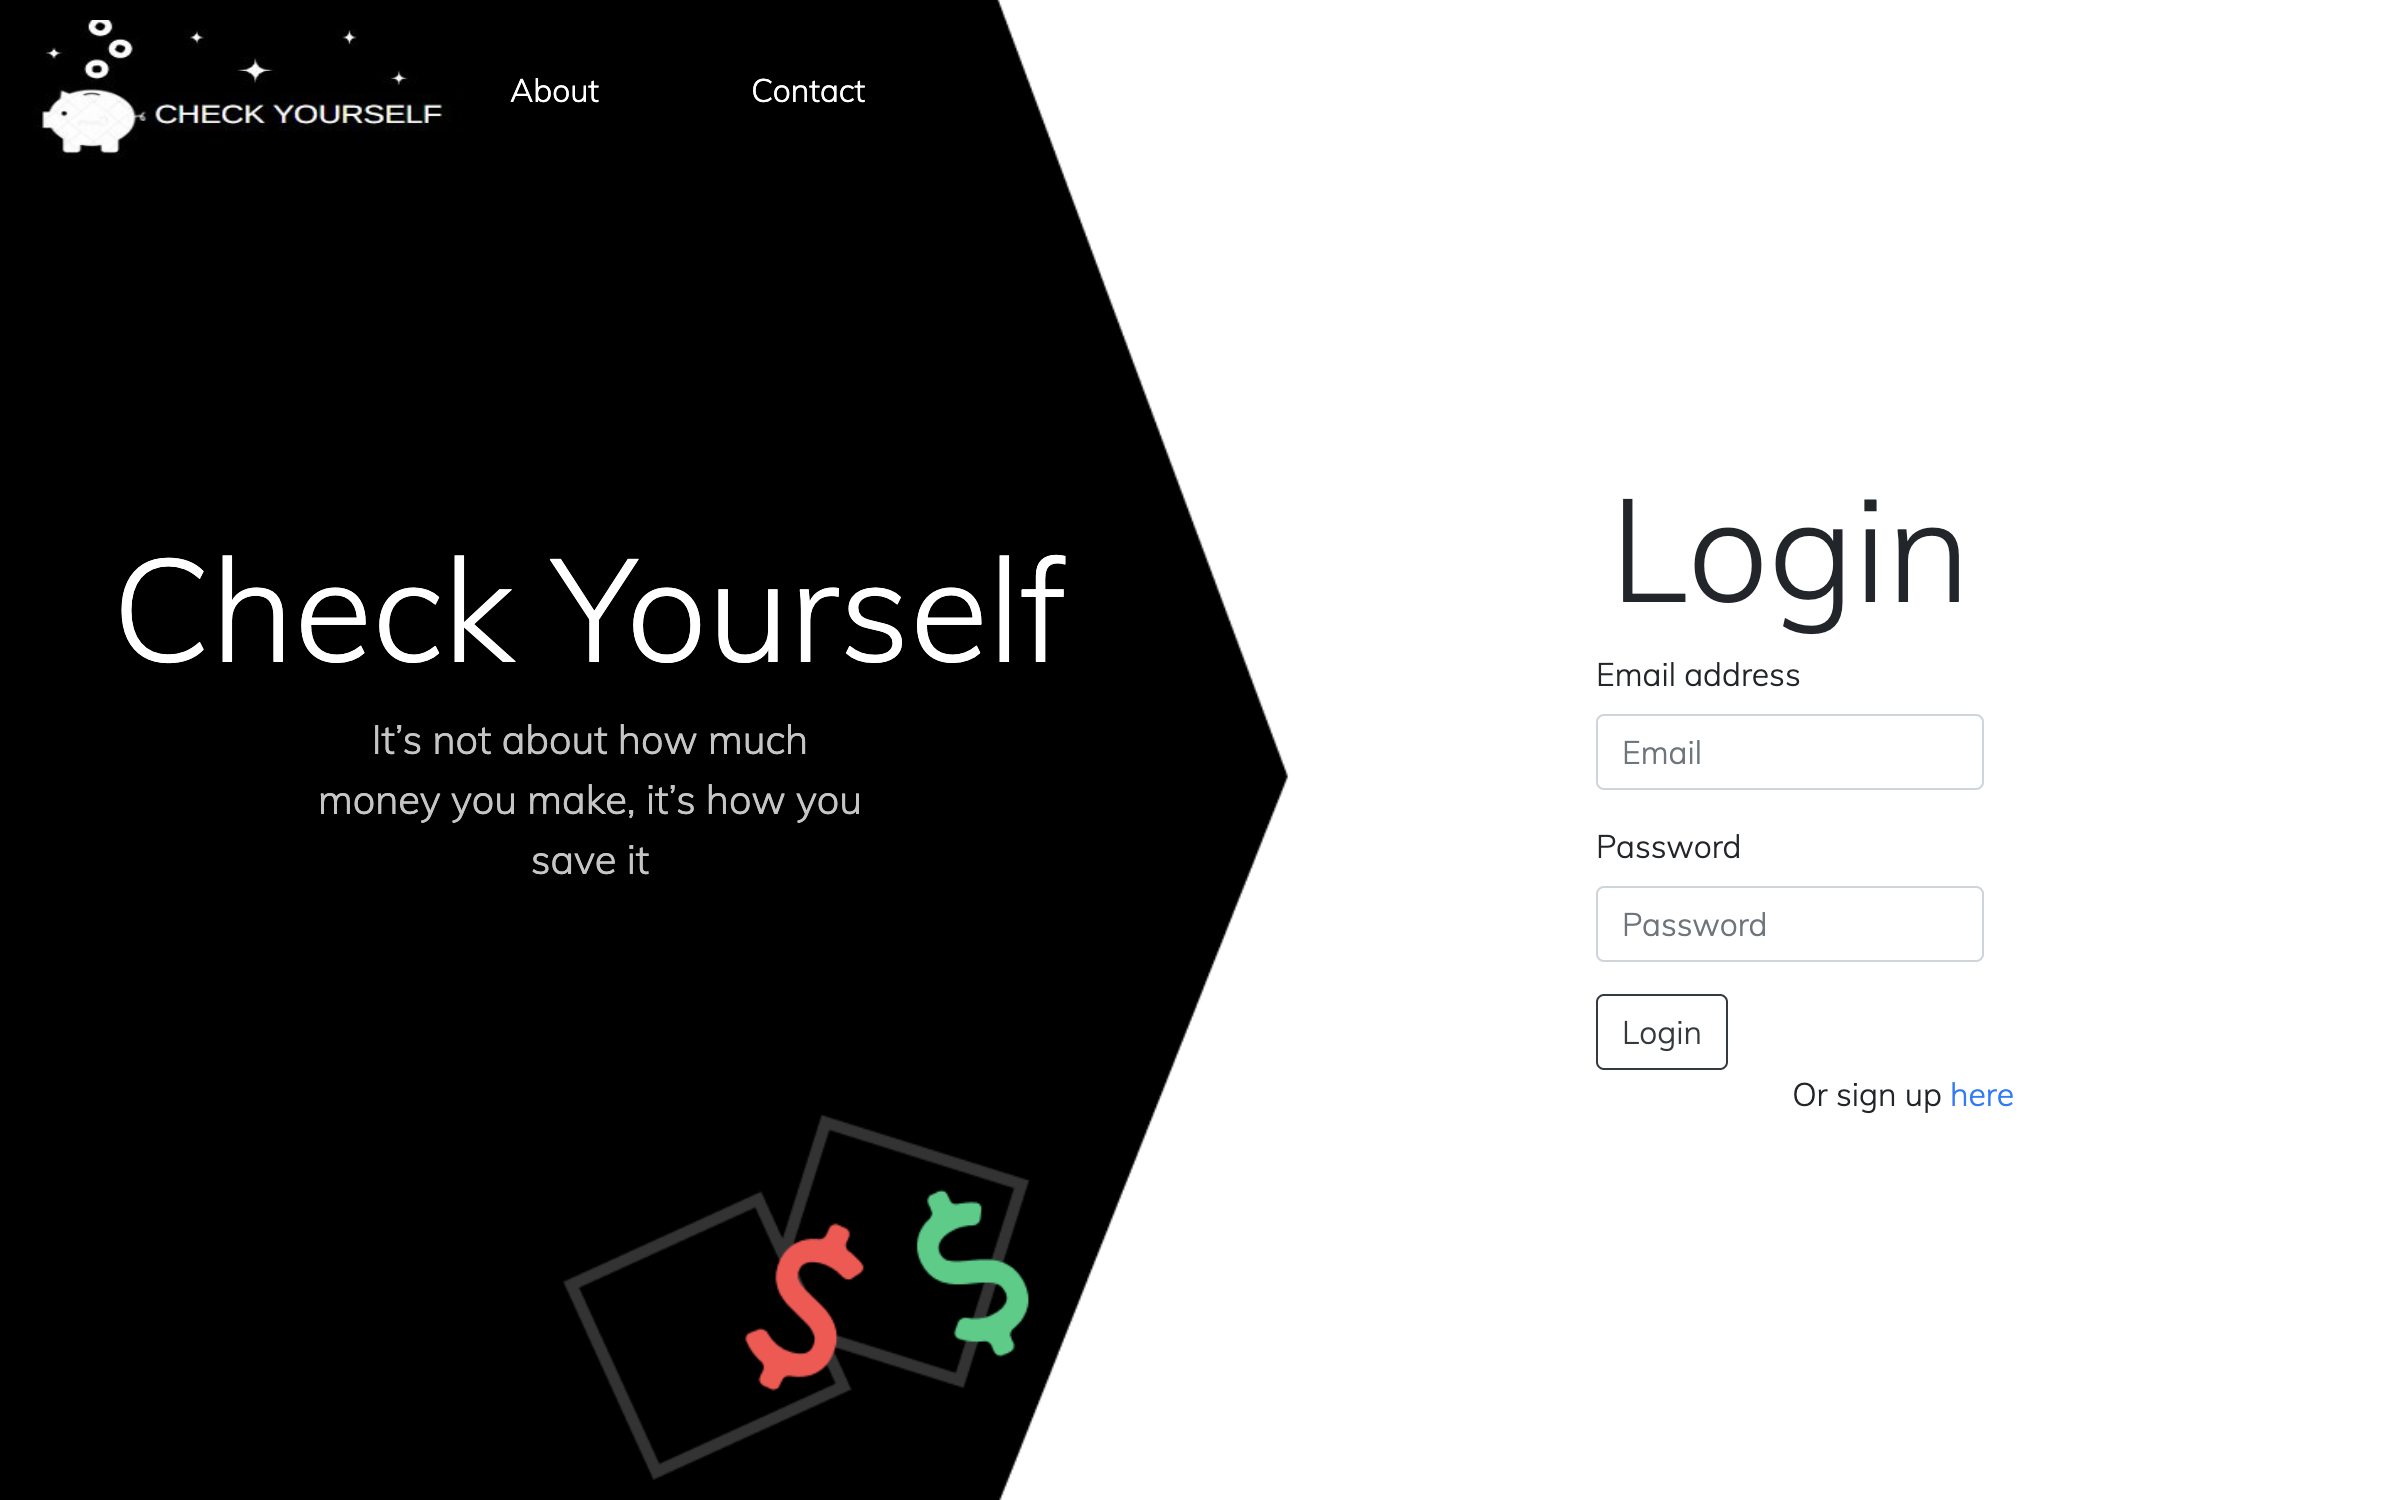 CHECK YOURSELF
About
Contact
Check Yourself
It’s not about how much
money you make, it’s how you
save it
Login
Email address
Email
Password
Password
Login
Or sign up here